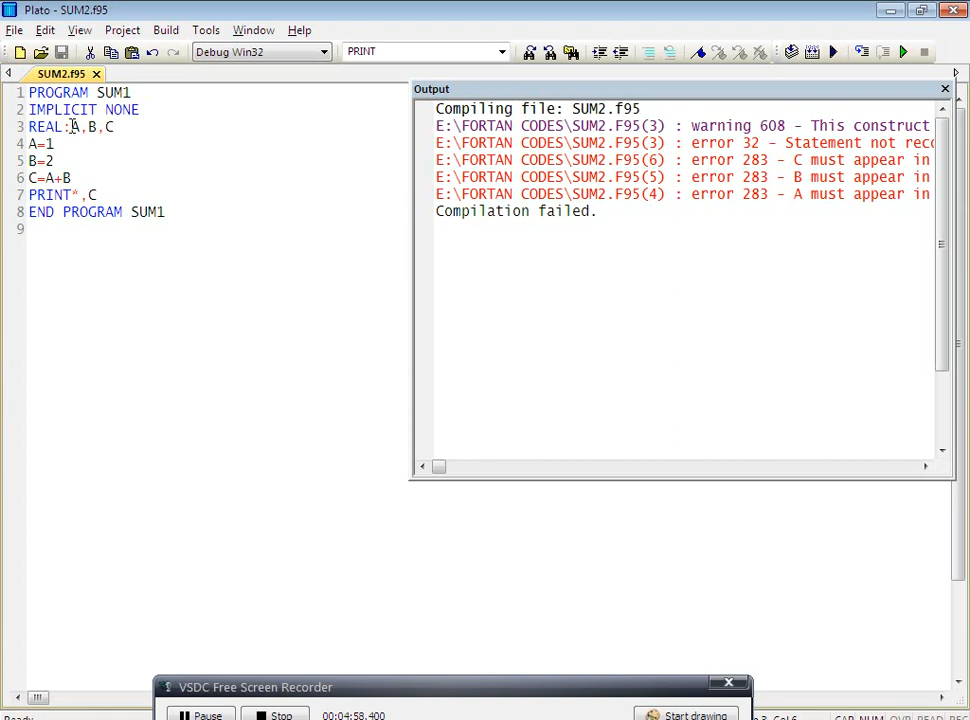 Plato - SUM2.f95
File Edit View Project Build Tools Window Help
Debug Win32 PRINT
SUM2.f95
1 PROGRAM SUM1
2 IMPLICIT NONE
3 REAL:A,B,C
4 A=1
5 B=2
6 C=A+B
7 PRINT*,C
8 END PROGRAM SUM1
9
Output
Compiling file: SUM2.f95
E:\FORTAN CODES\SUM2.F95(3) : warning 608 - This construct
E:\FORTAN CODES\SUM2.F95(3) : error 32 - Statement not reco
E:\FORTAN CODES\SUM2.F95(6) : error 283 - C must appear in
E:\FORTAN CODES\SUM2.F95(5) : error 283 - B must appear in
E:\FORTAN CODES\SUM2.F95(4) : error 283 - A must appear in
Compilation failed.
VSDC Free Screen Recorder
Pause Stop 00:04:58.400 Start drawing